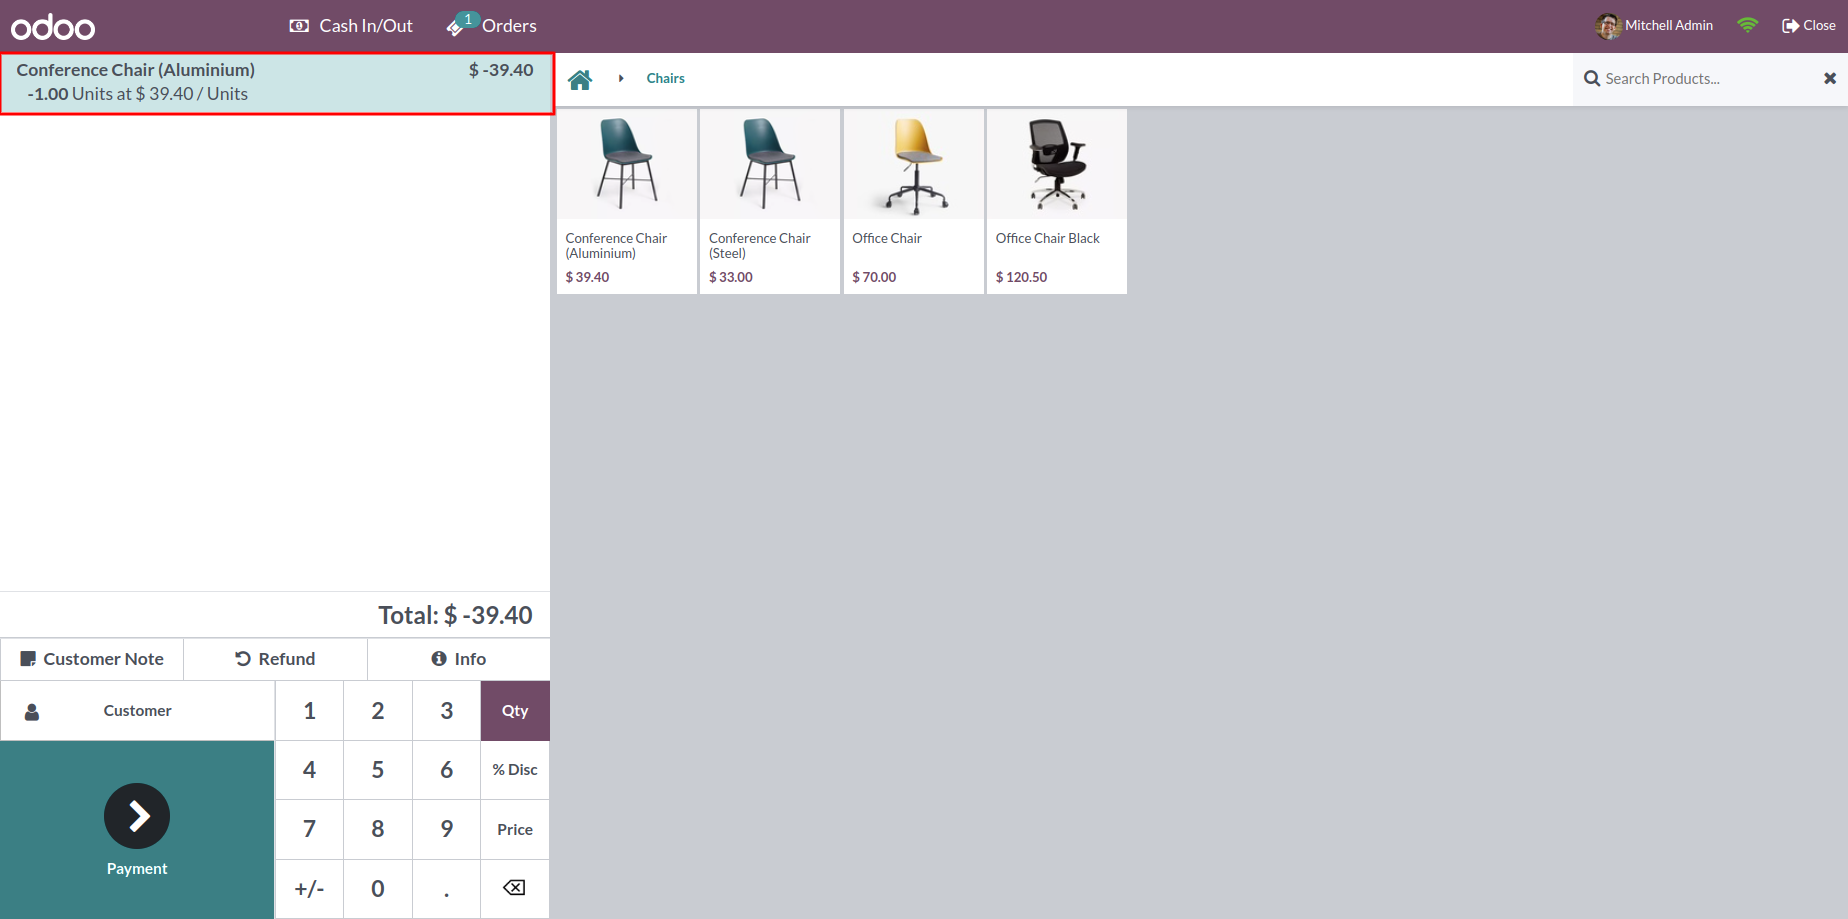 odoo
Cash In/Out
1
Orders
Mitchell Admin
Close
Conference Chair (Aluminium)
$ -39.40
-1.00 Units at $ 39.40 / Units
Chairs
Search Products...
Conference Chair
(Aluminium)
$ 39.40
Conference Chair
(Steel)
$ 33.00
Office Chair
$ 70.00
Office Chair Black
$ 120.50
Total: $ -39.40
Customer Note
Refund
Info
Customer
1 2 3 Qty
4 5 6 % Disc
7 8 9 Price
+/- 0 .
Payment